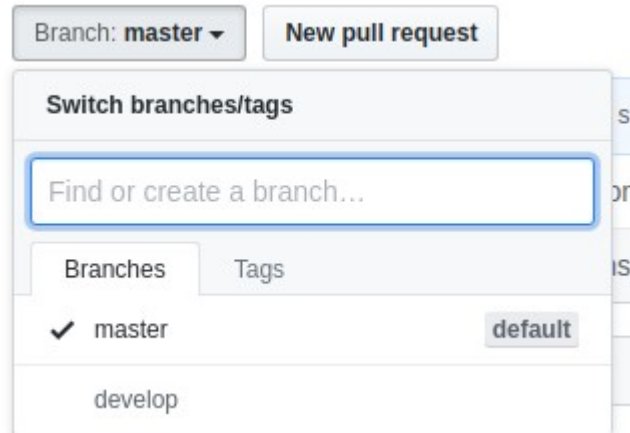 Branch: master New pull request
Switch branches/tags
Find or create a branch…
Branches Tags
master default
develop